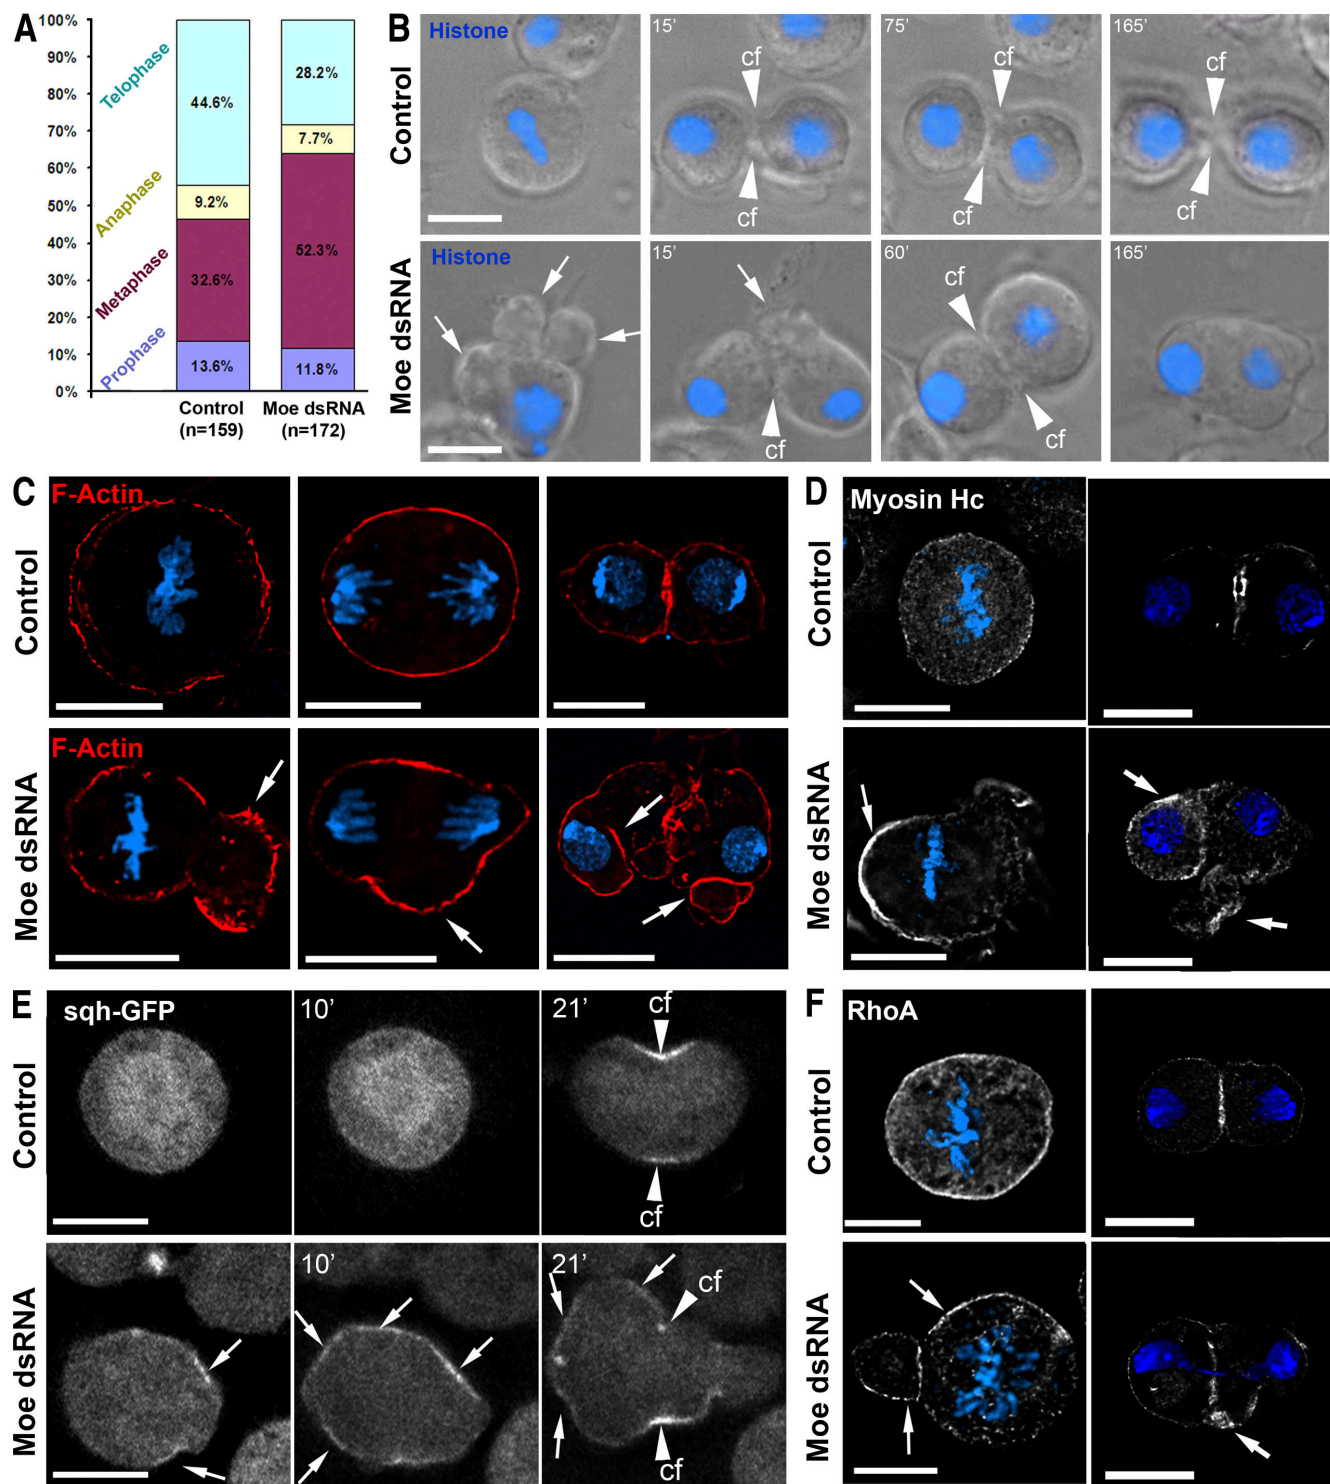 A
100%
90%
80%
70%
60%
50%
40%
30%
20%
10%
0%
Telophase
Anaphase
Metaphase
Prophase
44.6%
9.2%
32.6%
13.6%
28.2%
7.7%
52.3%
11.8%
Control
(n=159)
Moe dsRNA
(n=172)
B
Control
Histone
15’
cf
cf
75’
cf
cf
165’
cf
cf
Moe dsRNA
Histone
15’
cf
60’
cf
cf
165’
C
Control
F-Actin
Moe dsRNA
F-Actin
D
Control
Myosin Hc
Moe dsRNA
E
Control
sqh-GFP
10’
21’
cf
cf
Moe dsRNA
10’
21’
cf
cf
F
Control
RhoA
Moe dsRNA